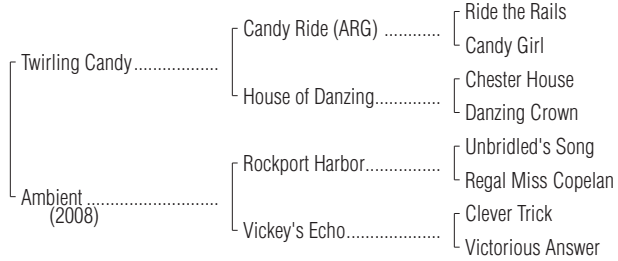 Ride the Rails
Candy Ride (ARG) ............
Candy Girl
Twirling Candy..................
Chester House
House of Danzing..............
Danzing Crown
Unbridled's Song
Rockport Harbor................
Regal Miss Copelan
Ambient ............................
(2008)
Clever Trick
Vickey's Echo....................
Victorious Answer